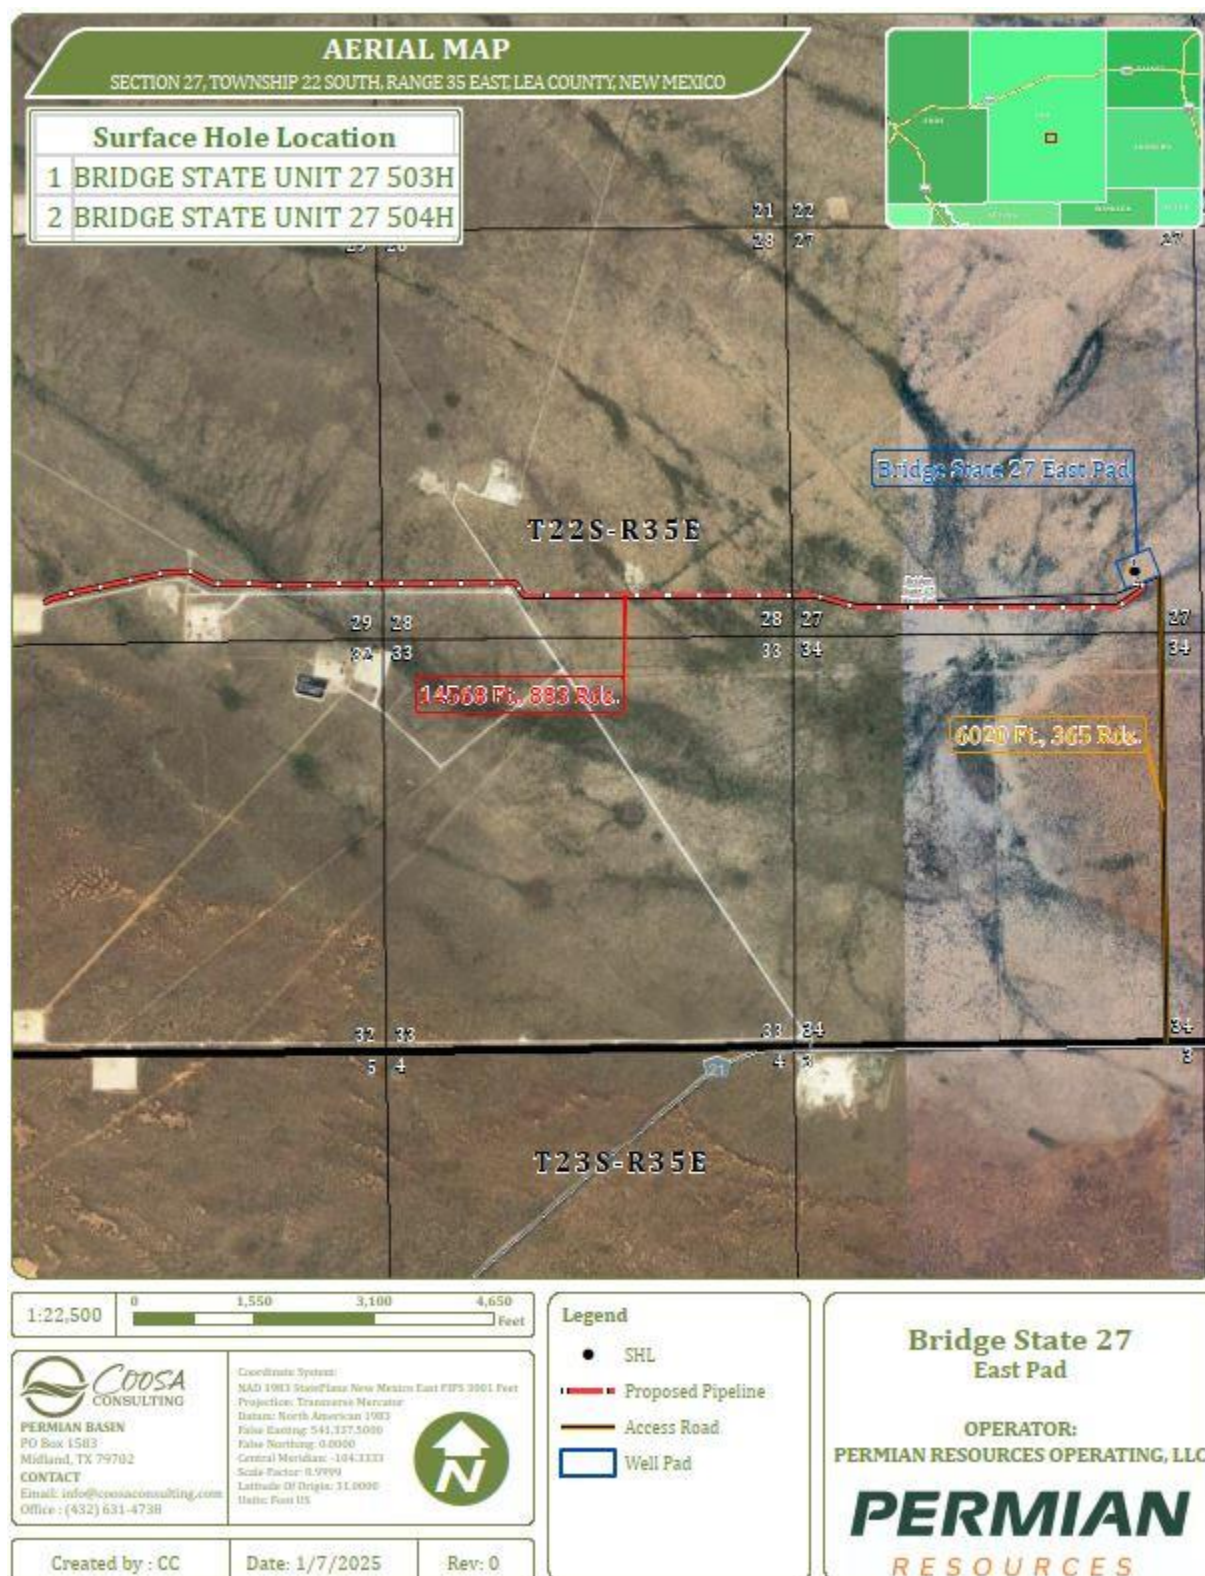 AERIAL MAP
SECTION 27, TOWNSHIP 22 SOUTH, RANGE 35 EAST, LEA COUNTY, NEW MEXICO
Surface Hole Location
1 BRIDGE STATE UNIT 27 503H
2 BRIDGE STATE UNIT 27 504H
21 22
28 27
27
Bridge State 27 East Pad
T22S-R35E
29 28
28 27
27
32 33
33 34
34
14568 Ft., 883 Rds.
6020 Ft., 365 Rds.
32 33
33 34
34
5 4
4 3
3
21
T23S-R35E
1:22,500
0 1,550 3,100 4,650
Feet
COOSA
CONSULTING
PERMIAN BASIN
PO Box 1583
Midland, TX 79702
CONTACT
Email: info@coosaconsulting.com
Office : (432) 631-4738
Coordinate System:
NAD 1983 StatePlane New Mexico East FIPS 3001 Feet
Projection: Transverse Mercator
Datum: North American 1983
False Easting: 541,337.5000
False Northing: 0.0000
Central Meridian: -104.3333
Scale Factor: 0.9999
Latitude Of Origin: 31.0000
Units: Foot US
N
Created by : CC
Date: 1/7/2025
Rev: 0
Legend
SHL
Proposed Pipeline
Access Road
Well Pad
Bridge State 27
East Pad
OPERATOR:
PERMIAN RESOURCES OPERATING, LLC
PERMIAN
RESOURCES